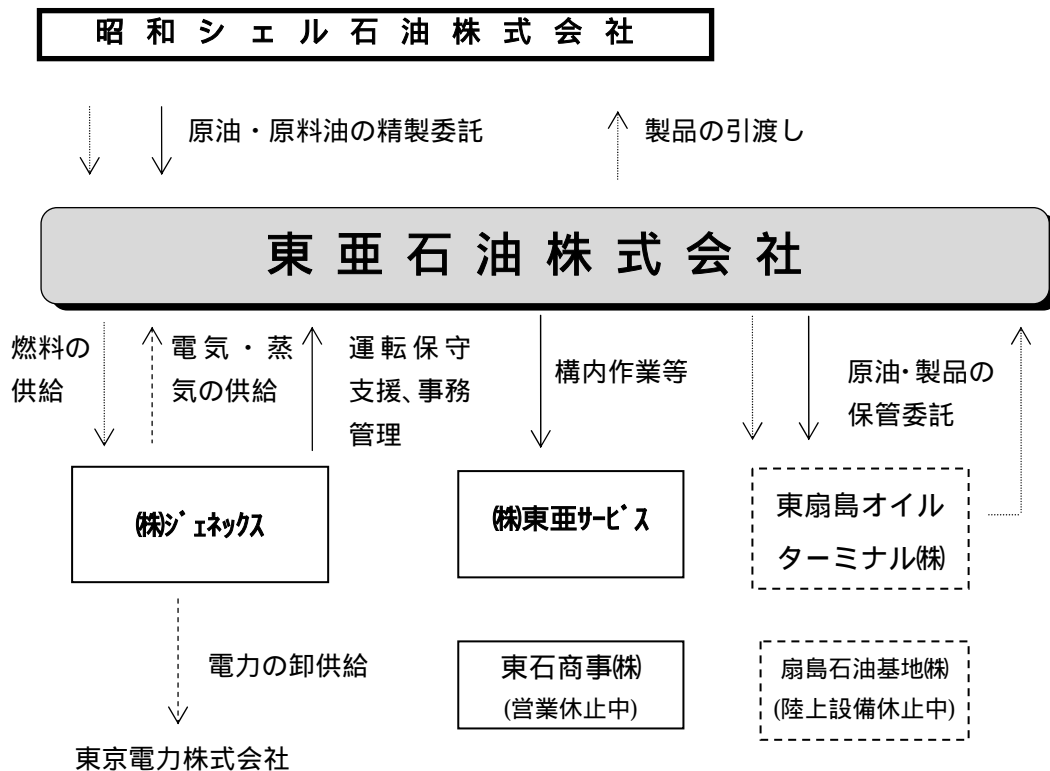 昭和シェル石油株式会社
原油・原料油の精製委託
製品の引渡し
東亜石油株式会社
燃料の
供給
電気・蒸
気の供給
運転保守
支援、事務
管理
構内作業等
原油・製品の
保管委託
㈱ｼﾞｪﾈｯｸｽ
㈱東亜ｻｰﾋﾞｽ
東扇島オイル
ターミナル㈱
電力の卸供給
東石商事㈱
(営業休止中)
扇島石油基地㈱
(陸上設備休止中)
東京電力株式会社